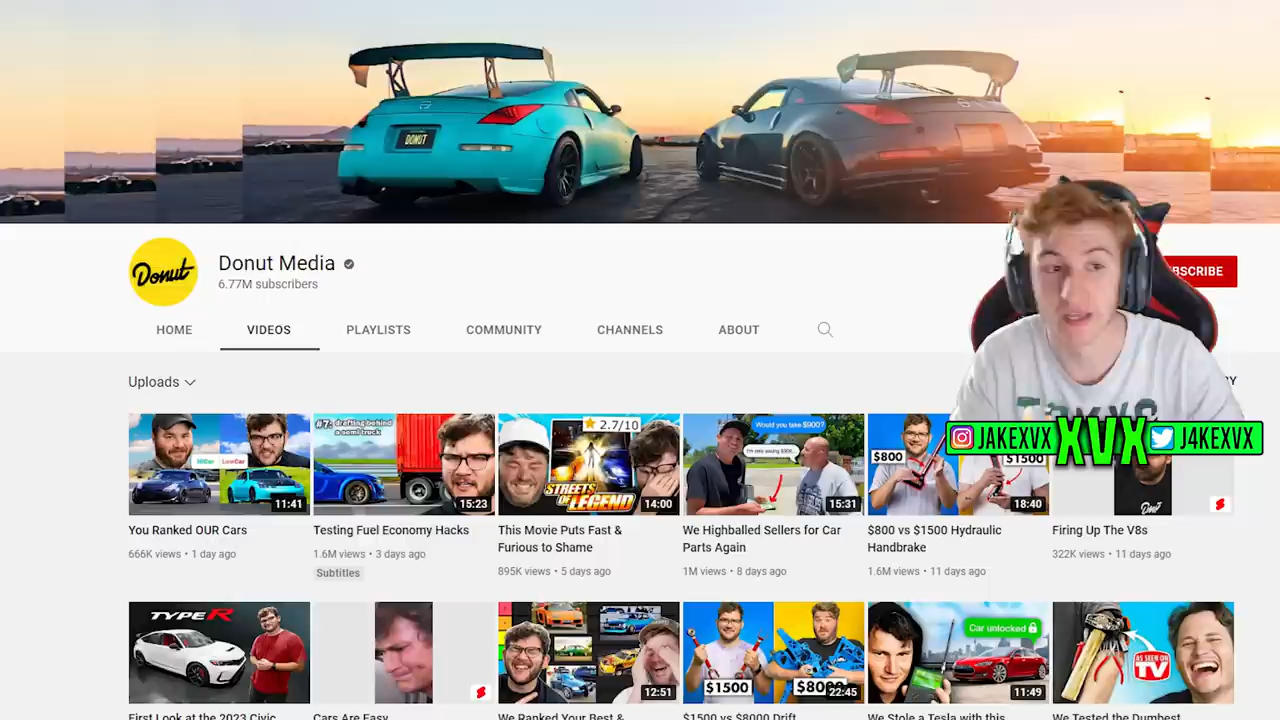 DONUT
Donut
Donut Media
6.77M subscribers
BSCRIBE
HOME
VIDEOS
PLAYLISTS
COMMUNITY
CHANNELS
ABOUT
Uploads
HiCar
LowCar
11:41
You Ranked OUR Cars
666K views • 1 day ago
#7: drifting behind
a semi truck
15:23
Testing Fuel Economy Hacks
1.6M views • 3 days ago
Subtitles
2.7/10
STREETS
OF LEGEND
14:00
This Movie Puts Fast &
Furious to Shame
895K views • 5 days ago
Would you take $900?
15:31
We Highballed Sellers for Car
Parts Again
1M views • 8 days ago
$800
$1500
18:40
$800 vs $1500 Hydraulic
Handbrake
1.6M views • 11 days ago
Donut
Firing Up The V8s
322K views • 11 days ago
JAKEXVX
XVX
J4KEXVX
TYPE R
First Look at the 2023 Civic
Cars Are Easy
12:51
We Ranked Your Best &
$1500
22:45
$1500 vs $8000 Drift
Car unlocked
11:49
We Stole a Tesla with this
AS SEEN ON
TV
We Tested the Dumbest